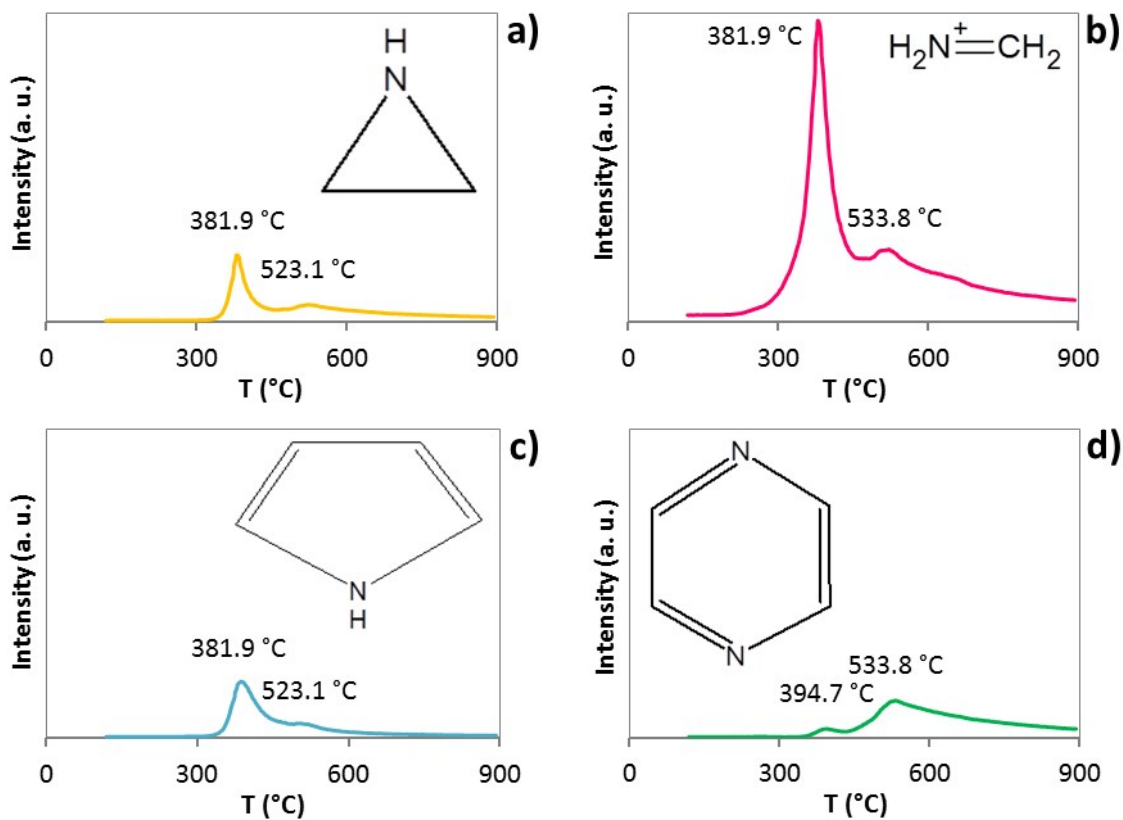 a)
H
N
381.9 °C
523.1 °C
Intensity (a. u.)
0 300 600 900
T (°C)
b)
381.9 °C
H₂N⁺=CH₂
533.8 °C
Intensity (a. u.)
0 300 600 900
T (°C)
c)
N
H
381.9 °C
523.1 °C
Intensity (a. u.)
0 300 600 900
T (°C)
d)
N
N
533.8 °C
394.7 °C
Intensity (a. u.)
0 300 600 900
T (°C)